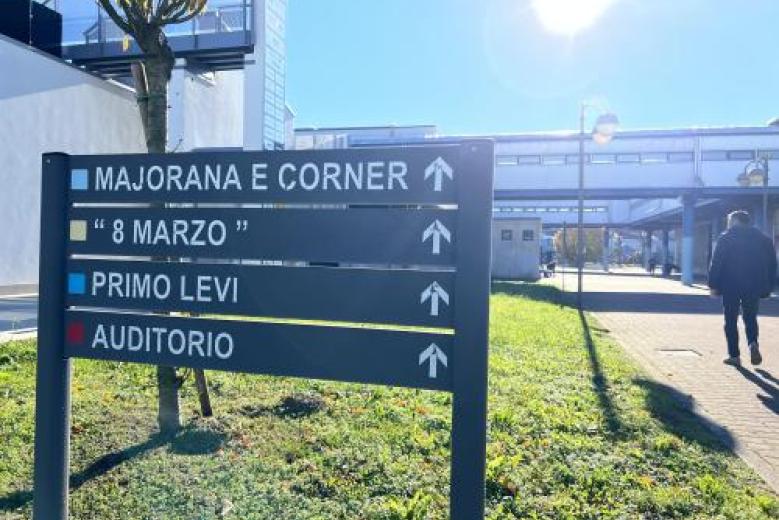 MAJORANA E CORNER
" 8 MARZO "
PRIMO LEVI
AUDITORIO